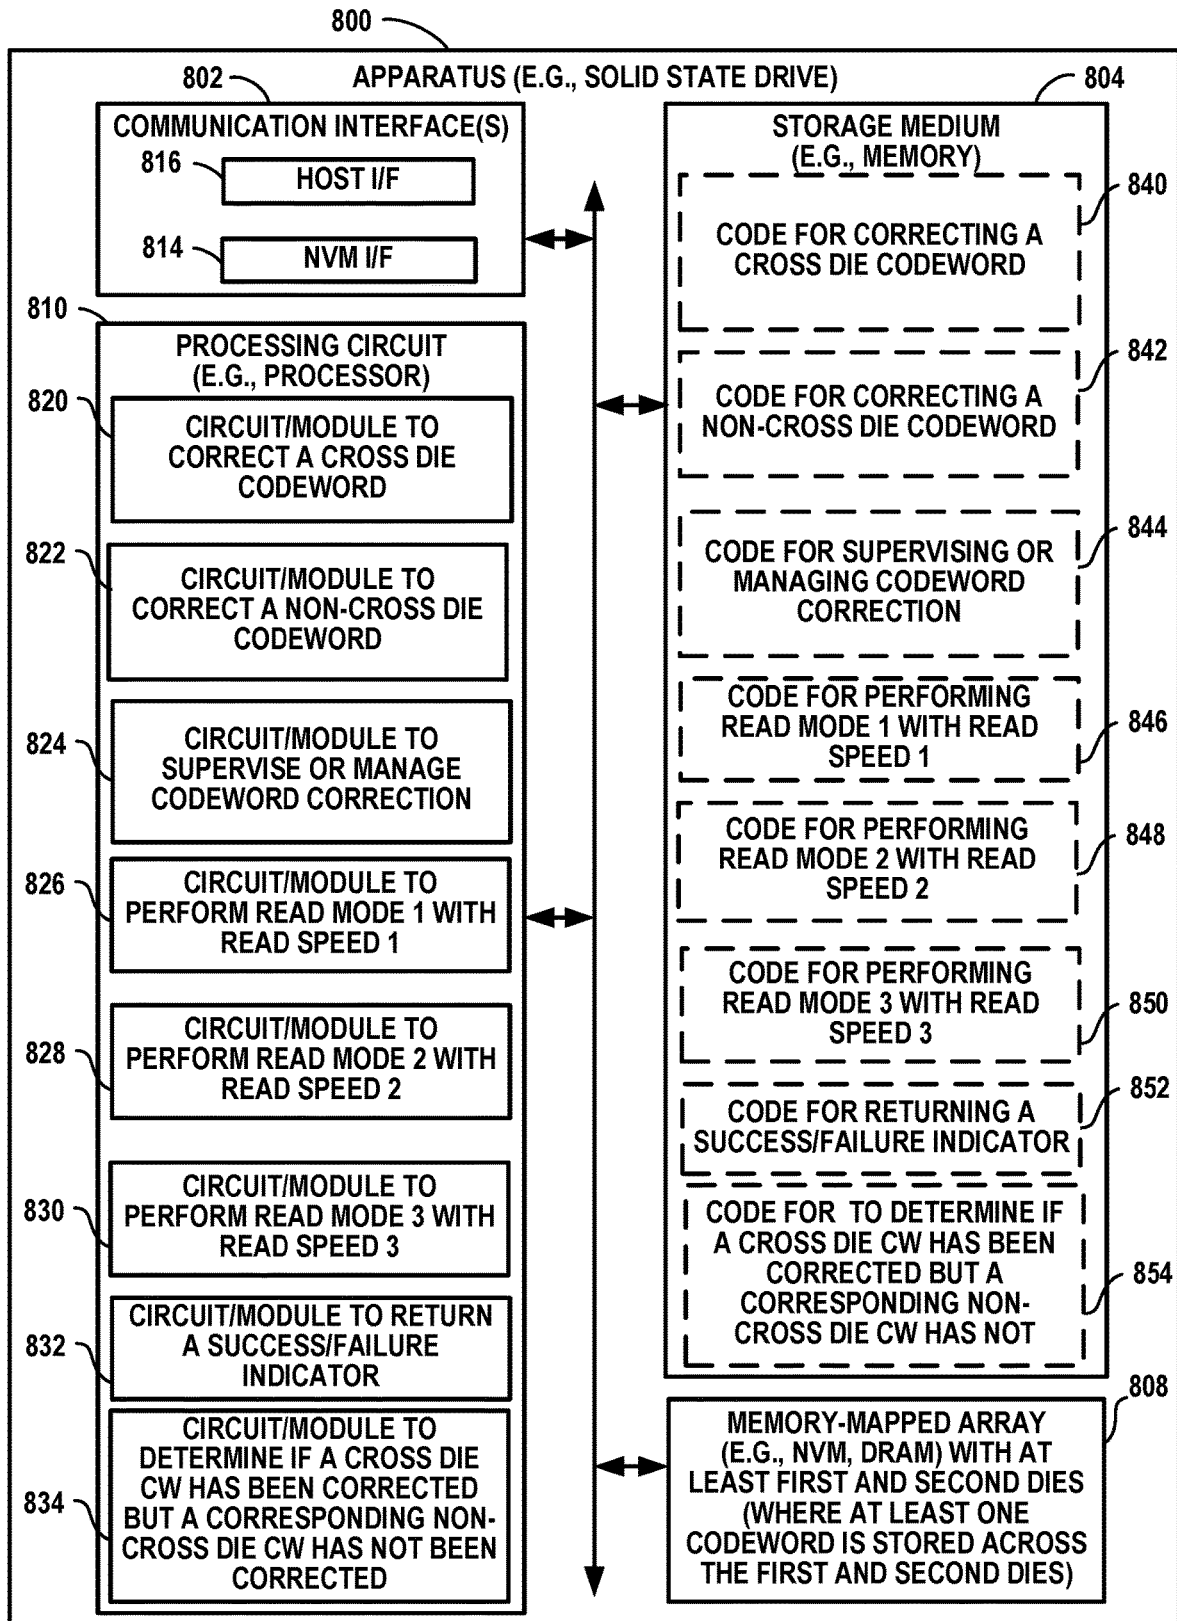 800
APPARATUS (E.G., SOLID STATE DRIVE)
802
COMMUNICATION INTERFACE(S)
816
HOST I/F
814
NVM I/F
810
PROCESSING CIRCUIT
(E.G., PROCESSOR)
820
CIRCUIT/MODULE TO
CORRECT A CROSS DIE
CODEWORD
822
CIRCUIT/MODULE TO
CORRECT A NON-CROSS DIE
CODEWORD
824
CIRCUIT/MODULE TO
SUPERVISE OR MANAGE
CODEWORD CORRECTION
826
CIRCUIT/MODULE TO
PERFORM READ MODE 1 WITH
READ SPEED 1
828
CIRCUIT/MODULE TO
PERFORM READ MODE 2 WITH
READ SPEED 2
830
CIRCUIT/MODULE TO
PERFORM READ MODE 3 WITH
READ SPEED 3
832
CIRCUIT/MODULE TO RETURN
A SUCCESS/FAILURE
INDICATOR
834
CIRCUIT/MODULE TO
DETERMINE IF A CROSS DIE
CW HAS BEEN CORRECTED
BUT A CORRESPONDING NON-
CROSS DIE CW HAS NOT BEEN
CORRECTED
804
STORAGE MEDIUM
(E.G., MEMORY)
840
CODE FOR CORRECTING A
CROSS DIE CODEWORD
842
CODE FOR CORRECTING A
NON-CROSS DIE CODEWORD
844
CODE FOR SUPERVISING OR
MANAGING CODEWORD
CORRECTION
846
CODE FOR PERFORMING
READ MODE 1 WITH READ
SPEED 1
848
CODE FOR PERFORMING
READ MODE 2 WITH READ
SPEED 2
850
CODE FOR PERFORMING
READ MODE 3 WITH READ
SPEED 3
852
CODE FOR RETURNING A
SUCCESS/FAILURE INDICATOR
854
CODE FOR TO DETERMINE IF
A CROSS DIE CW HAS BEEN
CORRECTED BUT A
CORRESPONDING NON-
CROSS DIE CW HAS NOT
808
MEMORY-MAPPED ARRAY
(E.G., NVM, DRAM) WITH AT
LEAST FIRST AND SECOND DIES
(WHERE AT LEAST ONE
CODEWORD IS STORED ACROSS
THE FIRST AND SECOND DIES)